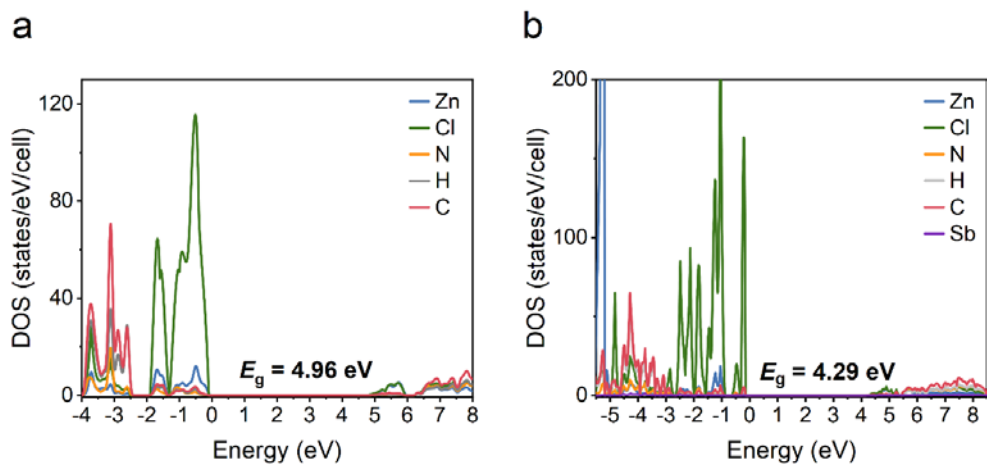 a
DOS (states/eV/cell)
120
80
40
0
Zn
Cl
N
H
C
Eg = 4.96 eV
-4 -3 -2 -1 0 1 2 3 4 5 6 7 8
Energy (eV)
b
DOS (states/eV/cell)
200
100
0
Zn
Cl
N
H
C
Sb
Eg = 4.29 eV
-5 -4 -3 -2 -1 0 1 2 3 4 5 6 7 8
Energy (eV)